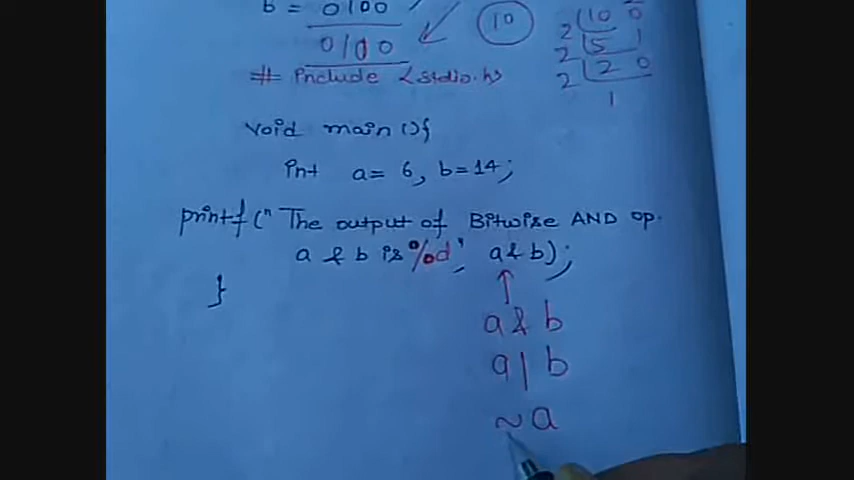 b = 0100
0100
10
2 10 0
2 5 1
2 2 0
1
# include <stdio.h>
void main(){
int a= 6, b=14;
printf (" The output of Bitwise AND op.
a & b is %d", a&b);
}
a & b
a | b
~a